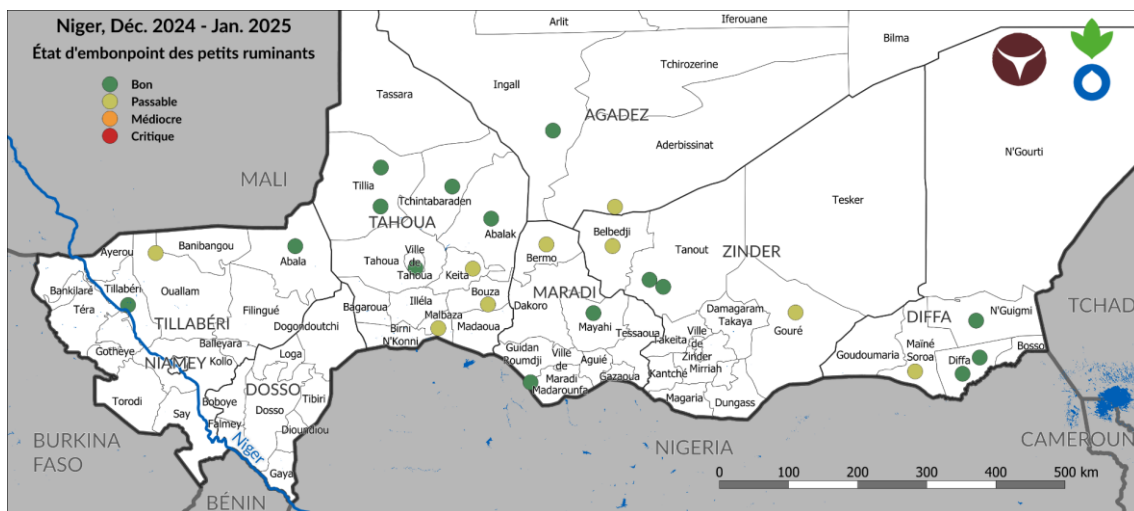 Niger, Déc. 2024 - Jan. 2025
État d'embonpoint des petits ruminants
Bon
Passable
Médiocre
Critique
Arlit
Iferouane
Bilma
Tchirozerine
Ingall
Tassara
AGADEZ
Aderbissinat
N'Gourti
MALI
Tillia
Tchintabaraden
Tesker
TAHOUA
Abalak
Belbedji
Tanout
ZINDER
Ayerou
Banibangou
Abala
Tahoua
Ville
de
Tahoua
Keita
Bermo
Bankilaré
Tillabéri
Ouallam
Téra
Filingué
Bagaroua
Illéla
Bouza
Dakoro
MARADI
Damagaram
Takaya
Gouré
DIFFA
N'Guigmi
TCHAD
TILLABÉRI
Dogondoutchi
Malbaza
Birni
N'Konni
Madaoua
Mayahi
Tessaoua
Takeita
Ville
de
Zinder
Mirriah
Goudoumaria
Maïné
Soroa
Diffa
Bosso
Gotheye
NIAMEY
Balleyara
Kollo
Loga
Guidan
Roumdji
Ville
de
Maradi
Aguié
Gazaoua
Madarounfa
Kantché
Magaria
Dungass
DOSSO
Torodi
Say
Boboye
Dosso
Tibiri
Falmey
Dioundiou
BURKINA
FASO
Niger
Gaya
NIGERIA
CAMEROUN
BÉNIN
0 100 200 300 400 500 km